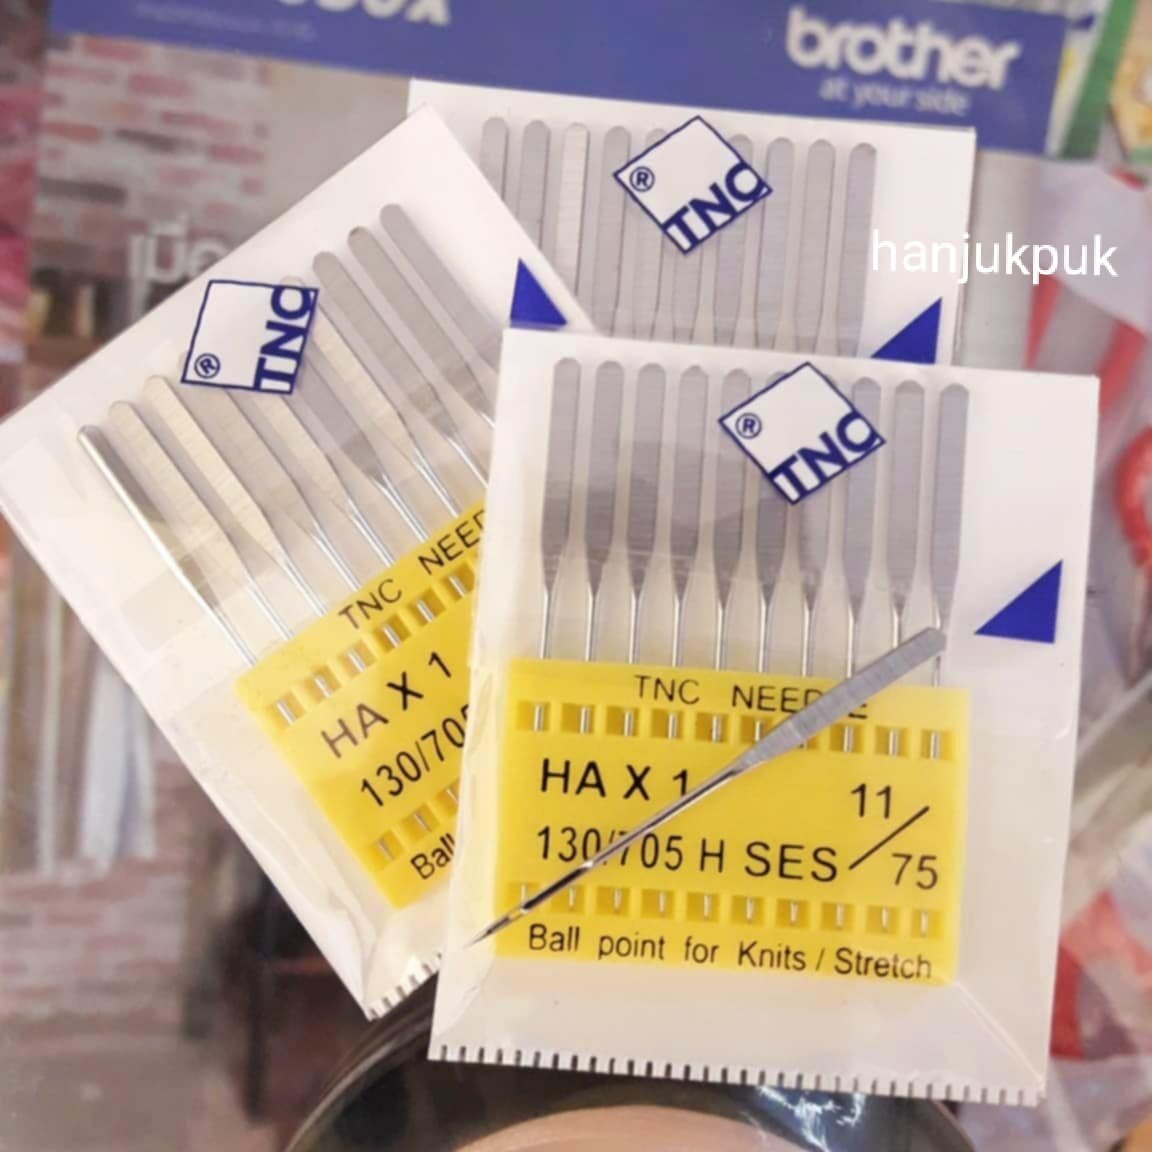 brother
at your side
® TNC
hanjukpuk
® TNC
® TNC
TNC
HA X 1
130/705
Ball
TNC NEEDLE
HA X 1
11/75
130/705 H SES
Ball point for Knits / Stretch